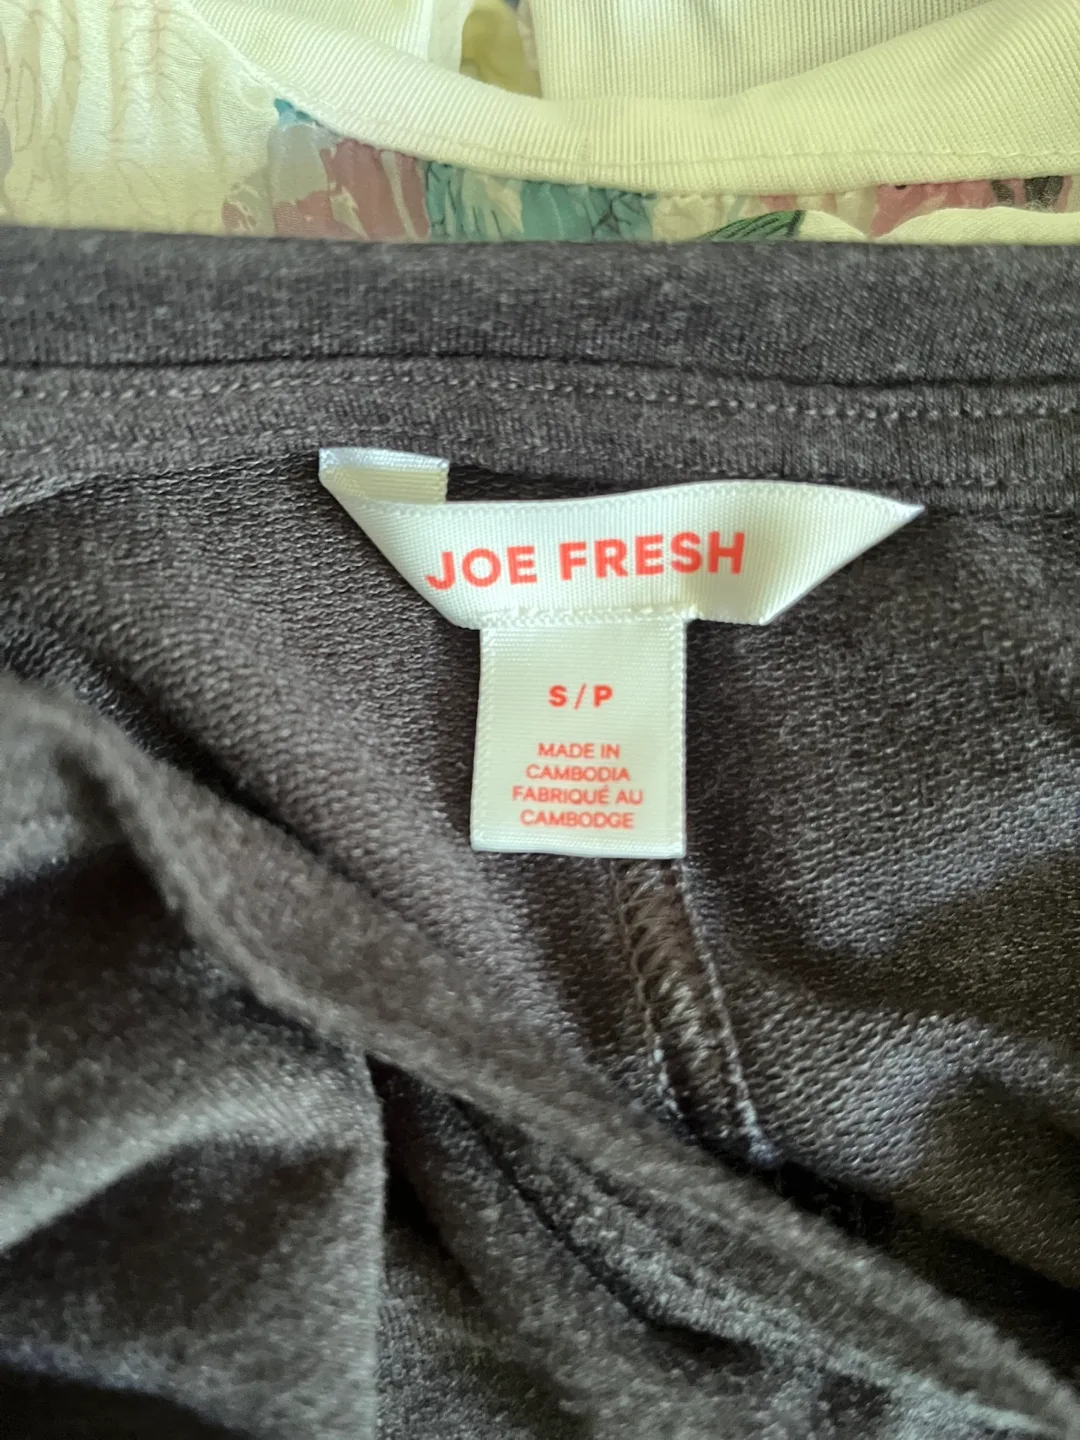 JOE FRESH
S/P
MADE IN
CAMBODIA
FABRIQUÉ AU
CAMBODGE